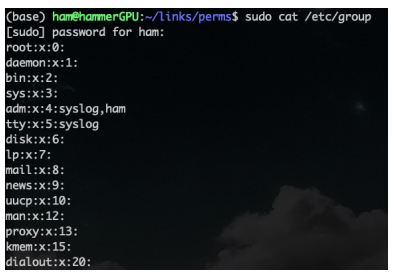 (base) ham@hammerGPU:~/links/perms$ sudo cat /etc/group
[sudo] password for ham:
root:x:0:
daemon:x:1:
bin:x:2:
sys:x:3:
adm:x:4:syslog,ham
tty:x:5:syslog
disk:x:6:
lp:x:7:
mail:x:8:
news:x:9:
uucp:x:10:
man:x:12:
proxy:x:13:
kmem:x:15:
dialout:x:20: